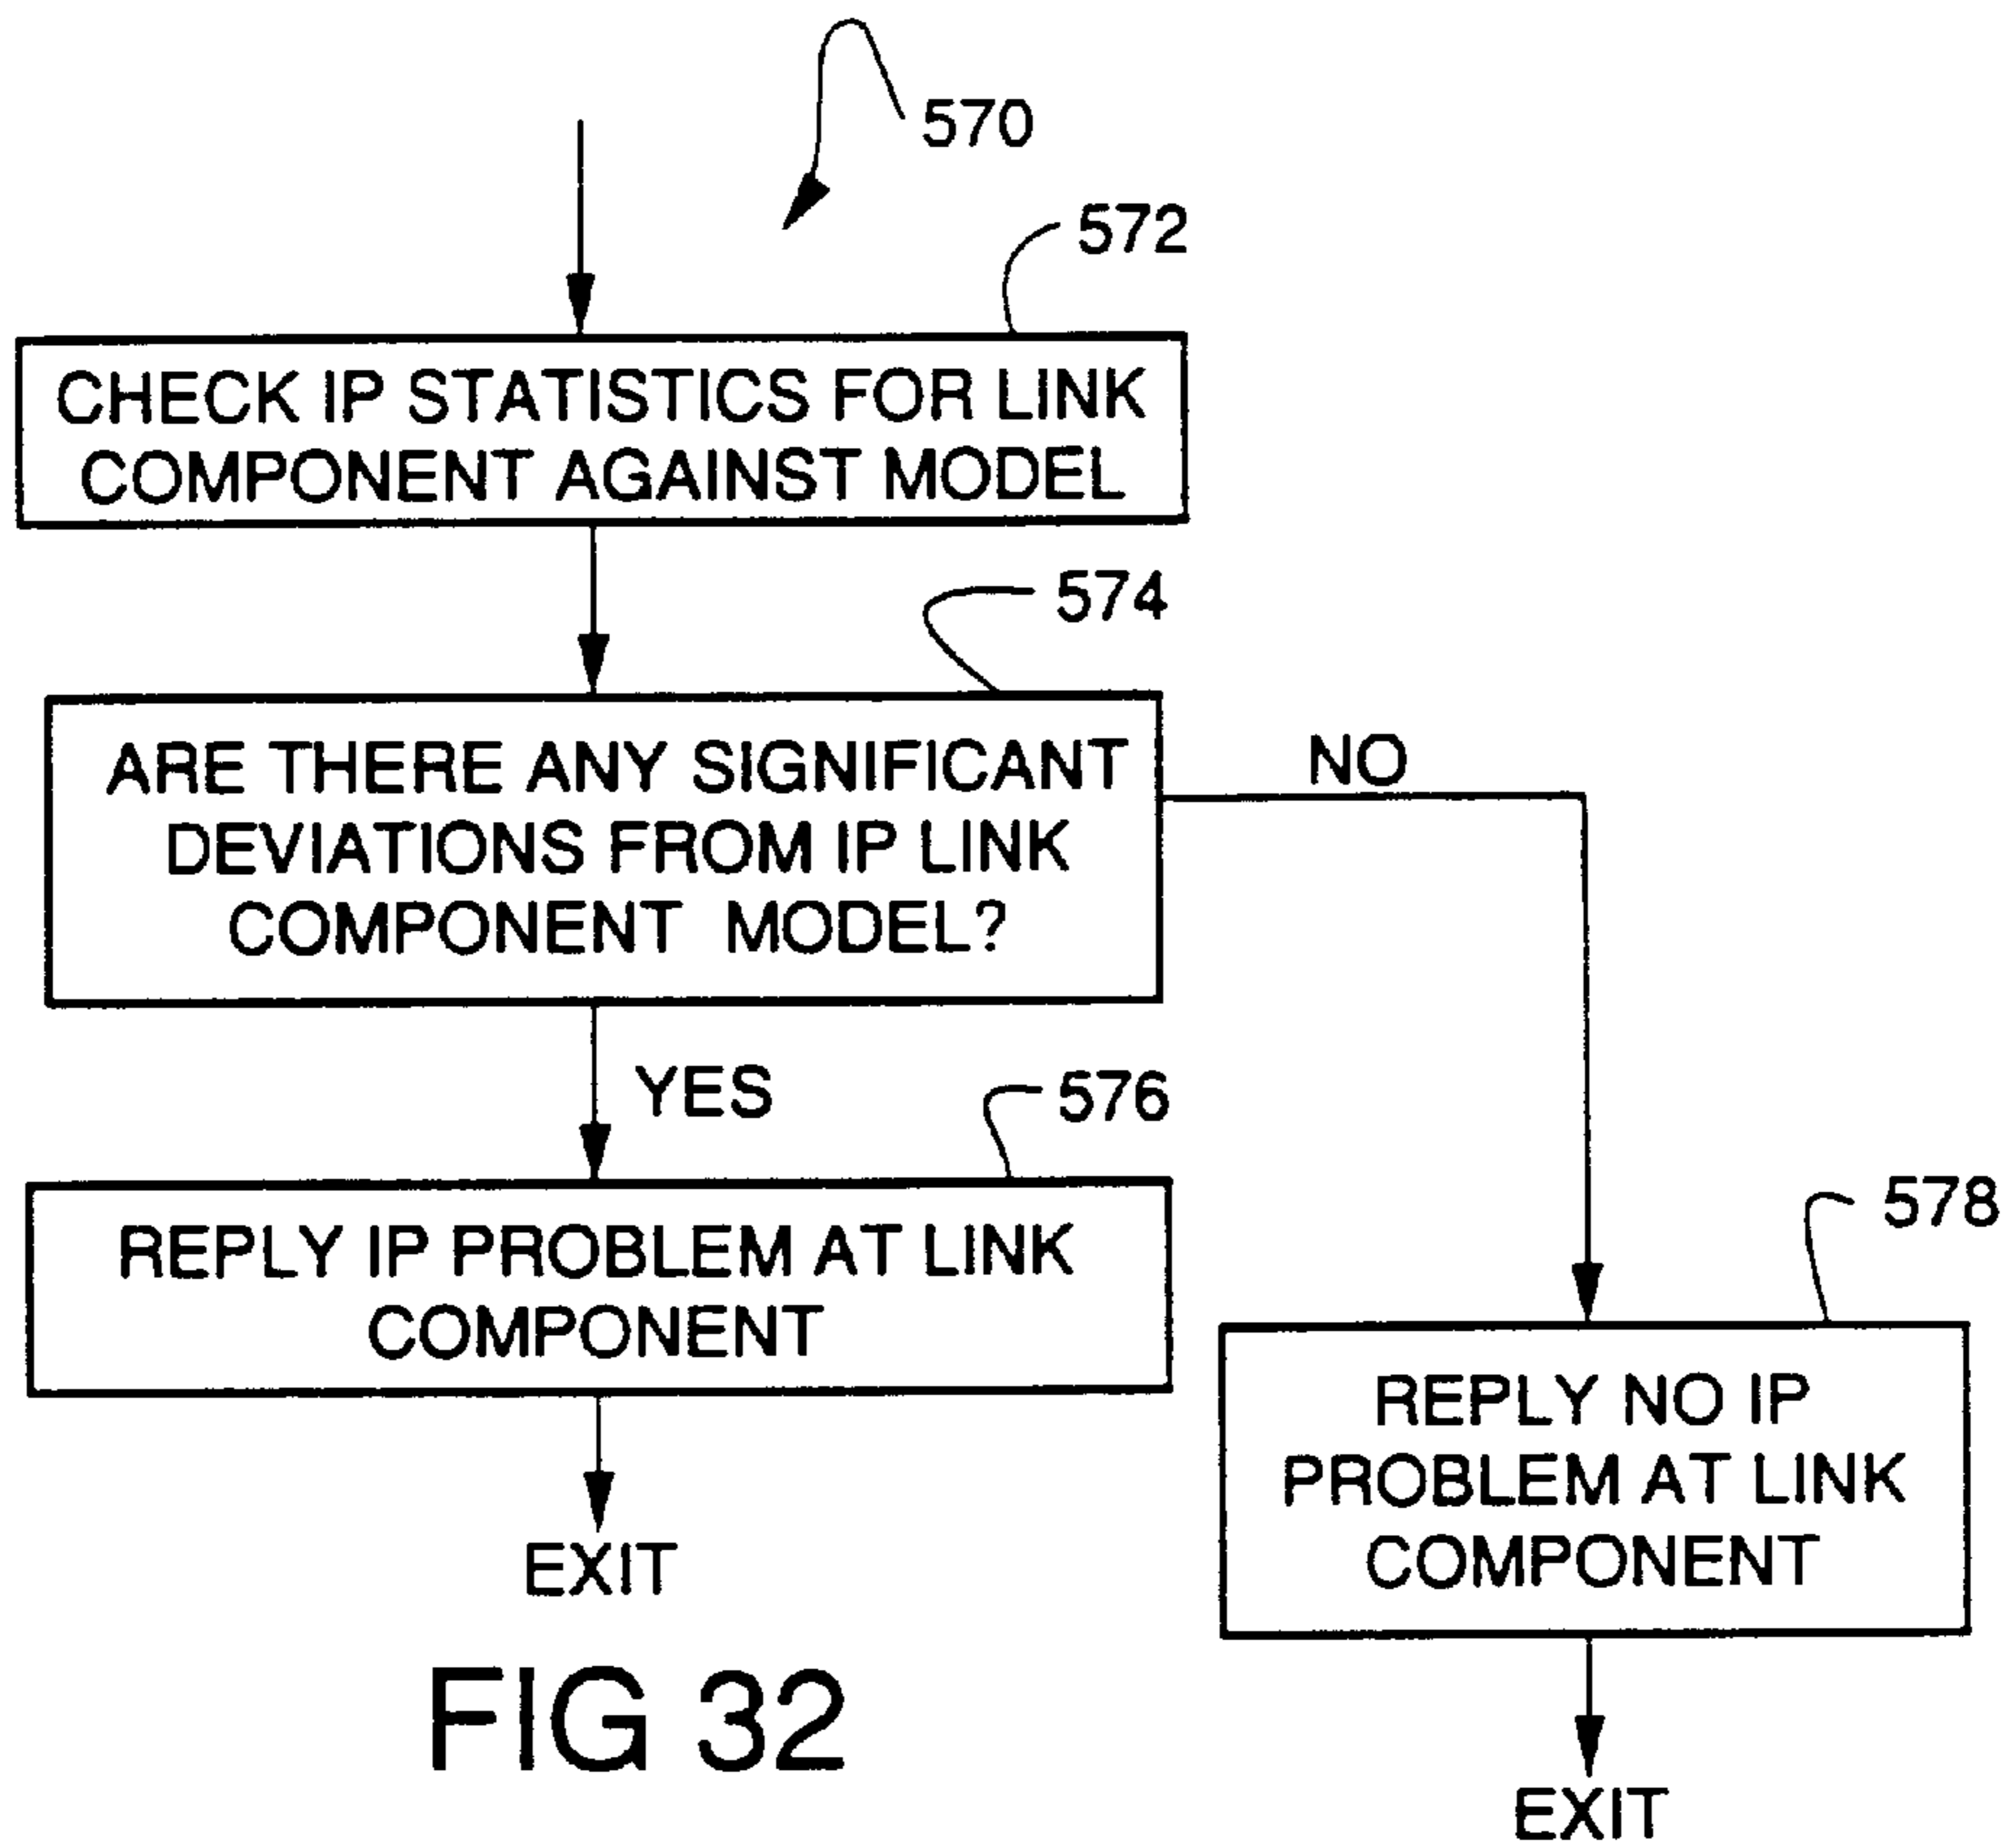 570
572
CHECK IP STATISTICS FOR LINK
COMPONENT AGAINST MODEL
574
ARE THERE ANY SIGNIFICANT
DEVIATIONS FROM IP LINK
COMPONENT MODEL?
NO
YES
576
REPLY IP PROBLEM AT LINK
COMPONENT
EXIT
578
REPLY NO IP
PROBLEM AT LINK
COMPONENT
EXIT
FIG 32